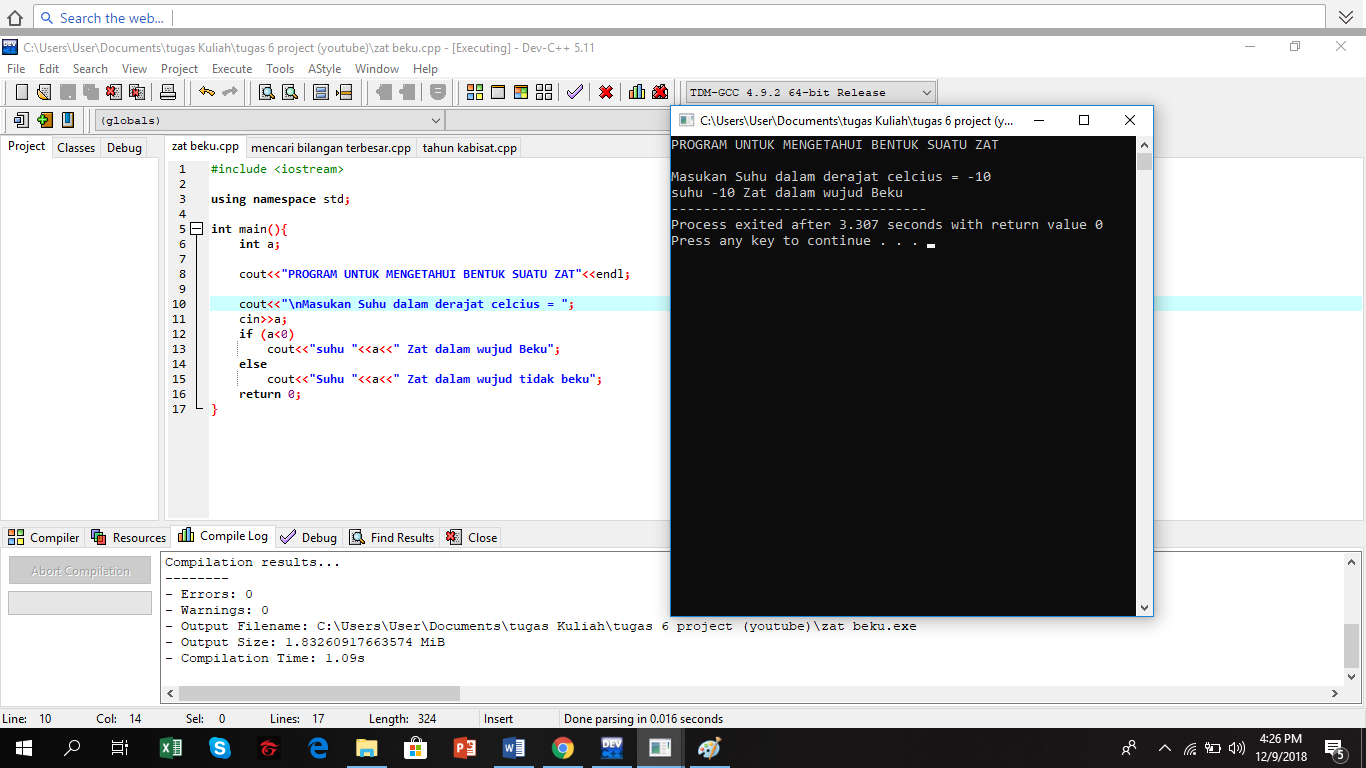 Search the web...
C:\Users\User\Documents\tugas Kuliah\tugas 6 project (youtube)\zat beku.cpp - [Executing] - Dev-C++ 5.11
File Edit Search View Project Execute Tools AStyle Window Help
TDM-GCC 4.9.2 64-bit Release
(globals)
Project Classes Debug
zat beku.cpp mencari bilangan terbesar.cpp tahun kabisat.cpp
1 #include <iostream>
2
3 using namespace std;
4
5 int main(){
6 int a;
7
8 cout<<"PROGRAM UNTUK MENGETAHUI BENTUK SUATU ZAT"<<endl;
9
10 cout<<"\nMasukan Suhu dalam derajat celcius = ";
11 cin>>a;
12 if (a<0)
13 cout<<"suhu "<<a<<" Zat dalam wujud Beku";
14 else
15 cout<<"Suhu "<<a<<" Zat dalam wujud tidak beku";
16 return 0;
17 }
C:\Users\User\Documents\tugas Kuliah\tugas 6 project (y...
PROGRAM UNTUK MENGETAHUI BENTUK SUATU ZAT
Masukan Suhu dalam derajat celcius = -10
suhu -10 Zat dalam wujud Beku
--------------------------------
Process exited after 3.307 seconds with return value 0
Press any key to continue . . .
Compiler Resources Compile Log Debug Find Results Close
Abort Compilation
Compilation results...
--------
- Errors: 0
- Warnings: 0
- Output Filename: C:\Users\User\Documents\tugas Kuliah\tugas 6 project (youtube)\zat beku.exe
- Output Size: 1.83260917663574 MiB
- Compilation Time: 1.09s
Line: 10 Col: 14 Sel: 0 Lines: 17 Length: 324 Insert Done parsing in 0.016 seconds
4:26 PM
12/9/2018
5